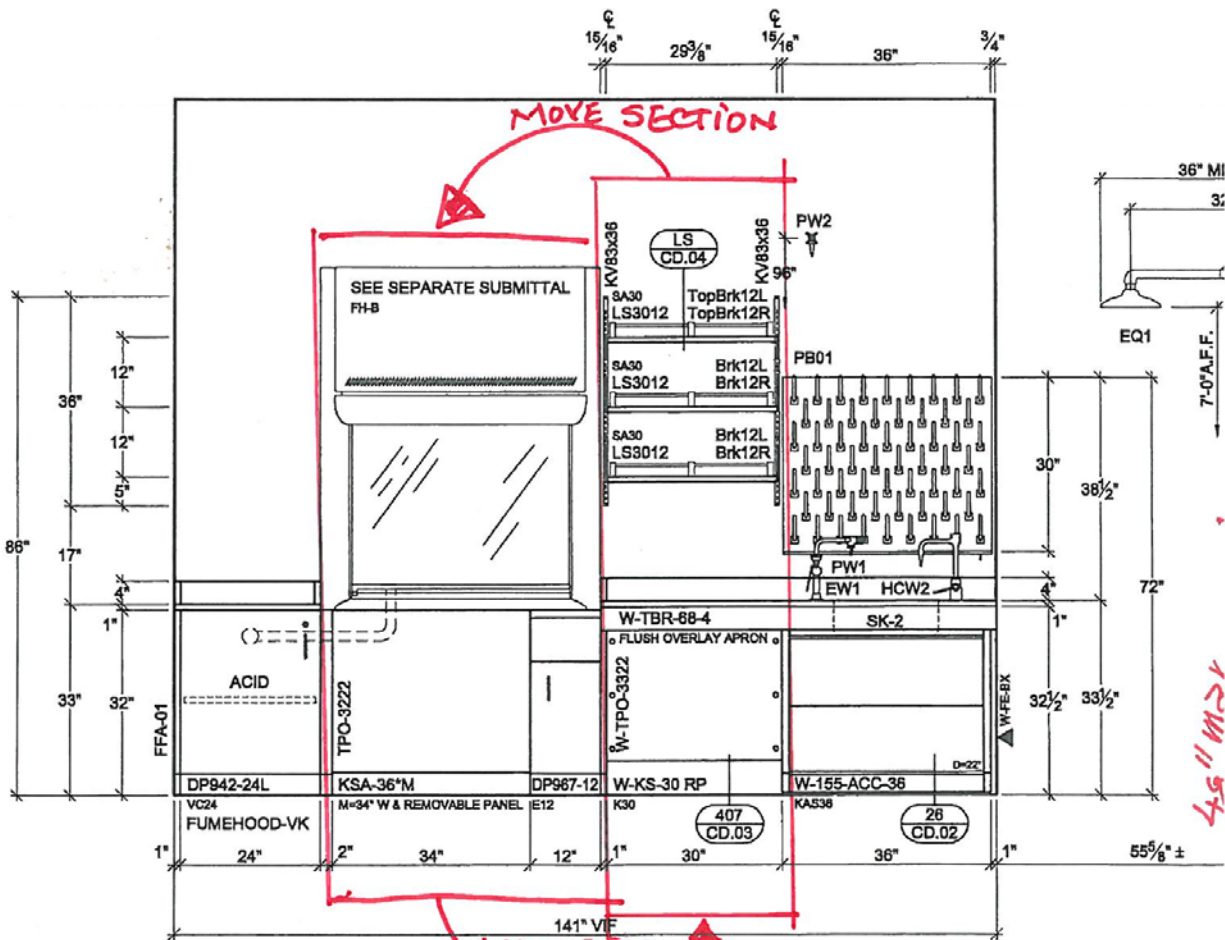 ℄ ℄
15/16" 29 3/8" 15/16" 36" 3/4"
MOVE SECTION
36" MI
32
PW2
KV83x36
LS
CD.04
KV83x36
96"
SEE SEPARATE SUBMITTAL
FH-B
SA30 TopBrk12L
LS3012 TopBrk12R
EQ1
PB01
7'-0"A.F.F.
12"
36"
SA30 Brk12L
LS3012 Brk12R
12"
SA30 Brk12L
LS3012 Brk12R
30"
38 1/2"
5"
86"
17"
72"
PW1
4"
EW1 HCW2
4"
1"
W-TBR-68-4 SK-2
1"
FLUSH OVERLAY APRON
ACID
33"
32"
FFA-01
TPO-3222
W-TPO-3322
32 1/2"
33 1/2"
W-FE-BX
D=22"
DP942-24L KSA-36"M DP967-12 W-KS-30 RP W-155-ACC-36
VC24 M=34" W & REMOVABLE PANEL E12 K30 KAS36
FUMEHOOD-VK
407
CD.03
26
CD.02
1" 24" 2" 34" 12" 1" 30" 36" 1" 55 5/8" ±
141" VIF